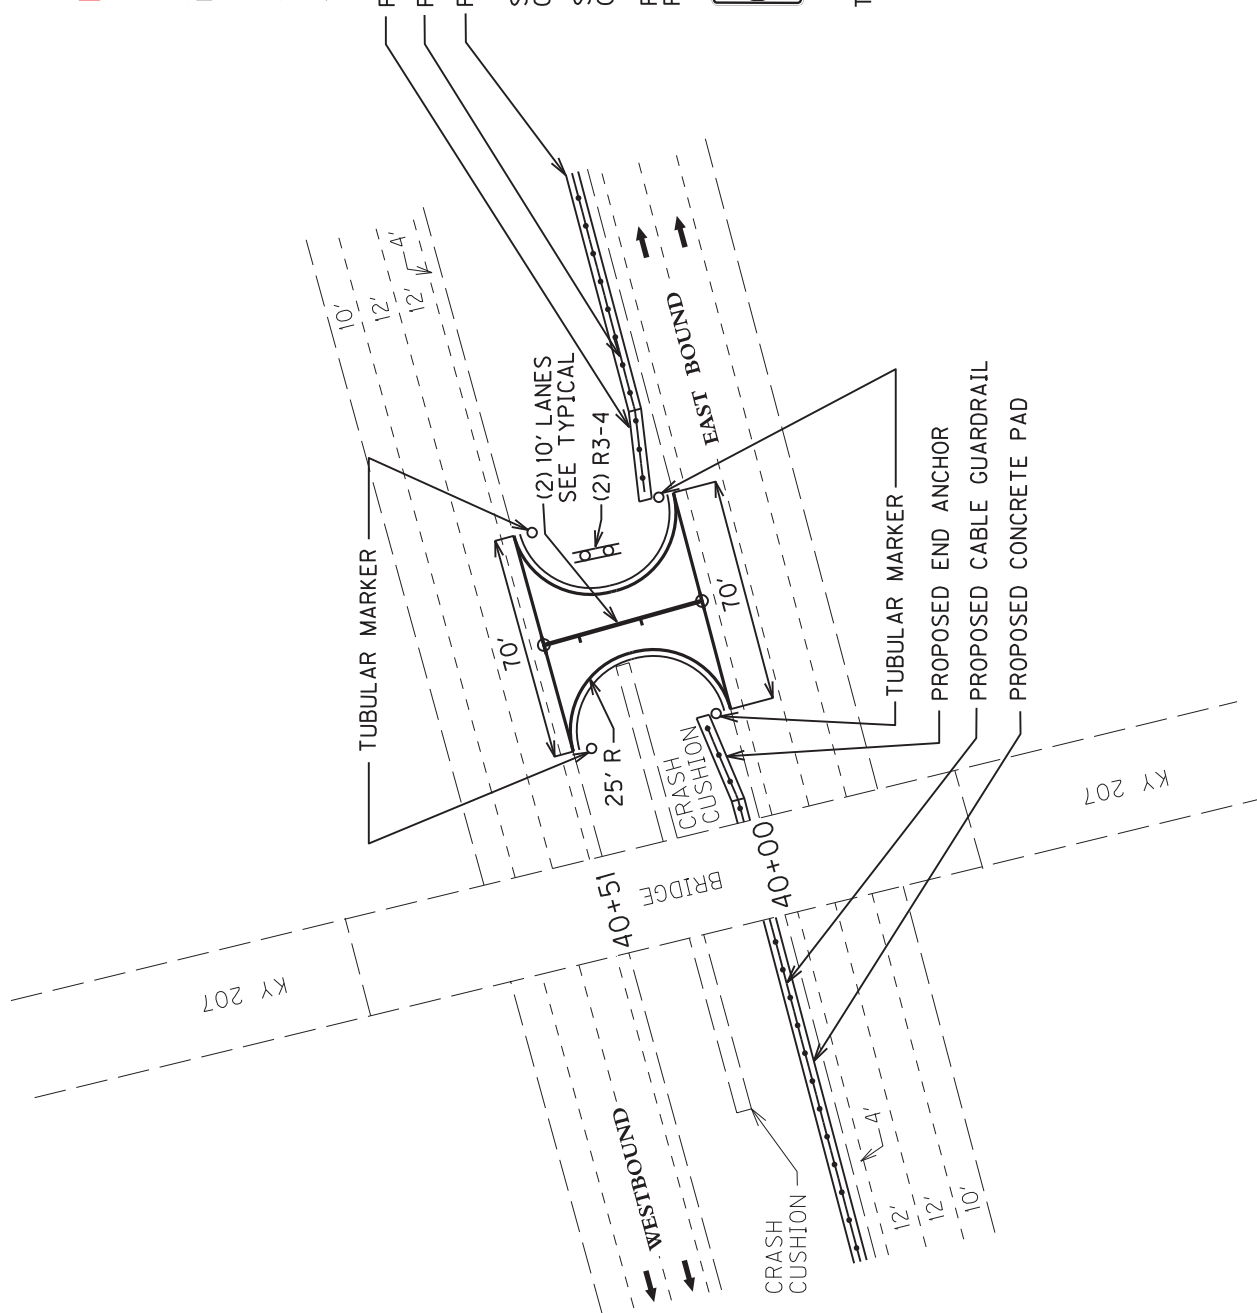 10'
12'
12'
4'
TUBULAR MARKER
(2) 10' LANES
SEE TYPICAL
(2) R3-4
EAST BOUND
70'
70'
25' R
CRASH
CUSHION
TUBULAR MARKER
PROPOSED END ANCHOR
PROPOSED CABLE GUARDRAIL
PROPOSED CONCRETE PAD
KY 207
40+51
BRIDGE
40+00
KY 207
WESTBOUND
CRASH
CUSHION
4'
12'
12'
10'